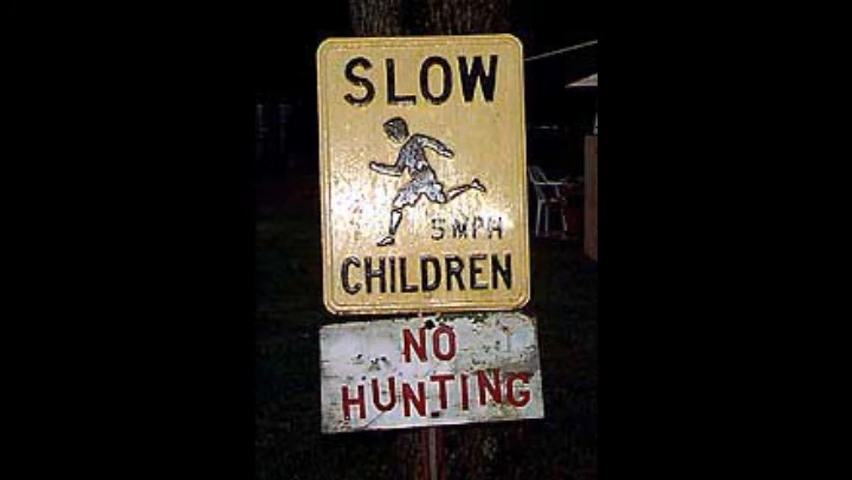 SLOW
5 MPH
CHILDREN
NO
HUNTING